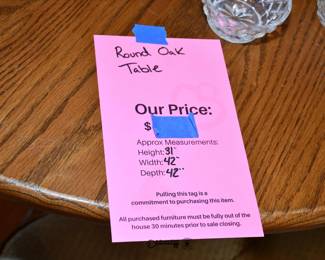 Round Oak
Table
Our Price:
$
Approx Measurements:
Height: 31"
Width: 42"
Depth: 42"
Pulling this tag is a
commitment to purchasing this item.
All purchased furniture must be fully out of the
house 30 minutes prior to sale closing.